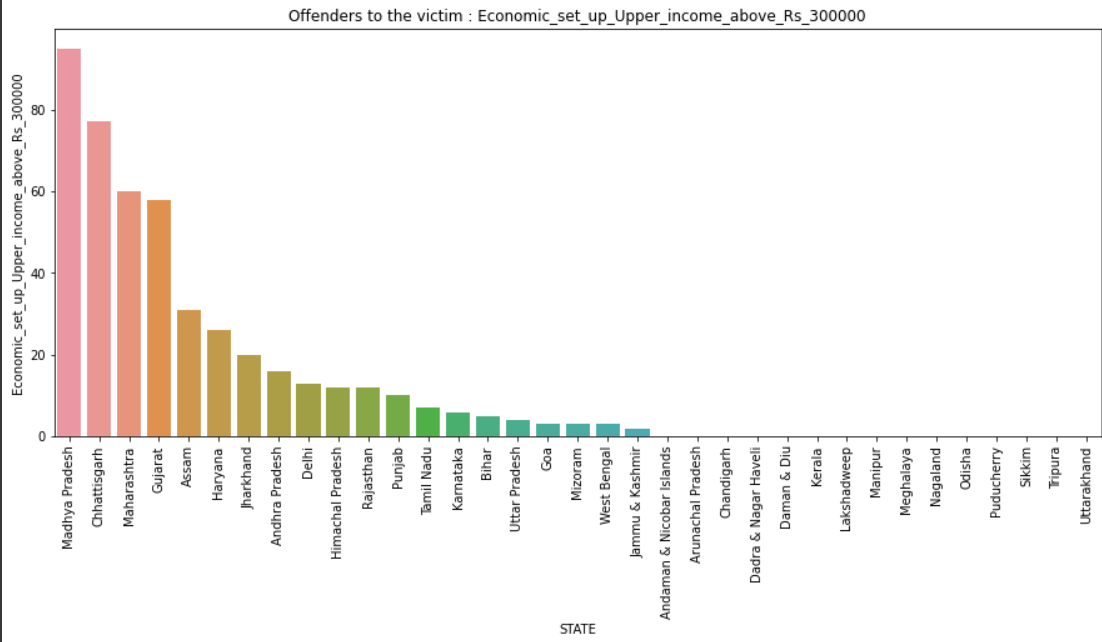 Offenders to the victim : Economic_set_up_Upper_income_above_Rs_300000
Economic_set_up_Upper_income_above_Rs_300000
80
60
40
20
0
Madhya Pradesh
Chhattisgarh
Maharashtra
Gujarat
Assam
Haryana
Jharkhand
Andhra Pradesh
Delhi
Himachal Pradesh
Rajasthan
Punjab
Tamil Nadu
Karnataka
Bihar
Uttar Pradesh
Goa
Mizoram
West Bengal
Jammu & Kashmir
Andaman & Nicobar Islands
Arunachal Pradesh
Chandigarh
Dadra & Nagar Haveli
Daman & Diu
Kerala
Lakshadweep
Manipur
Meghalaya
Nagaland
Odisha
Puducherry
Sikkim
Tripura
Uttarakhand
STATE